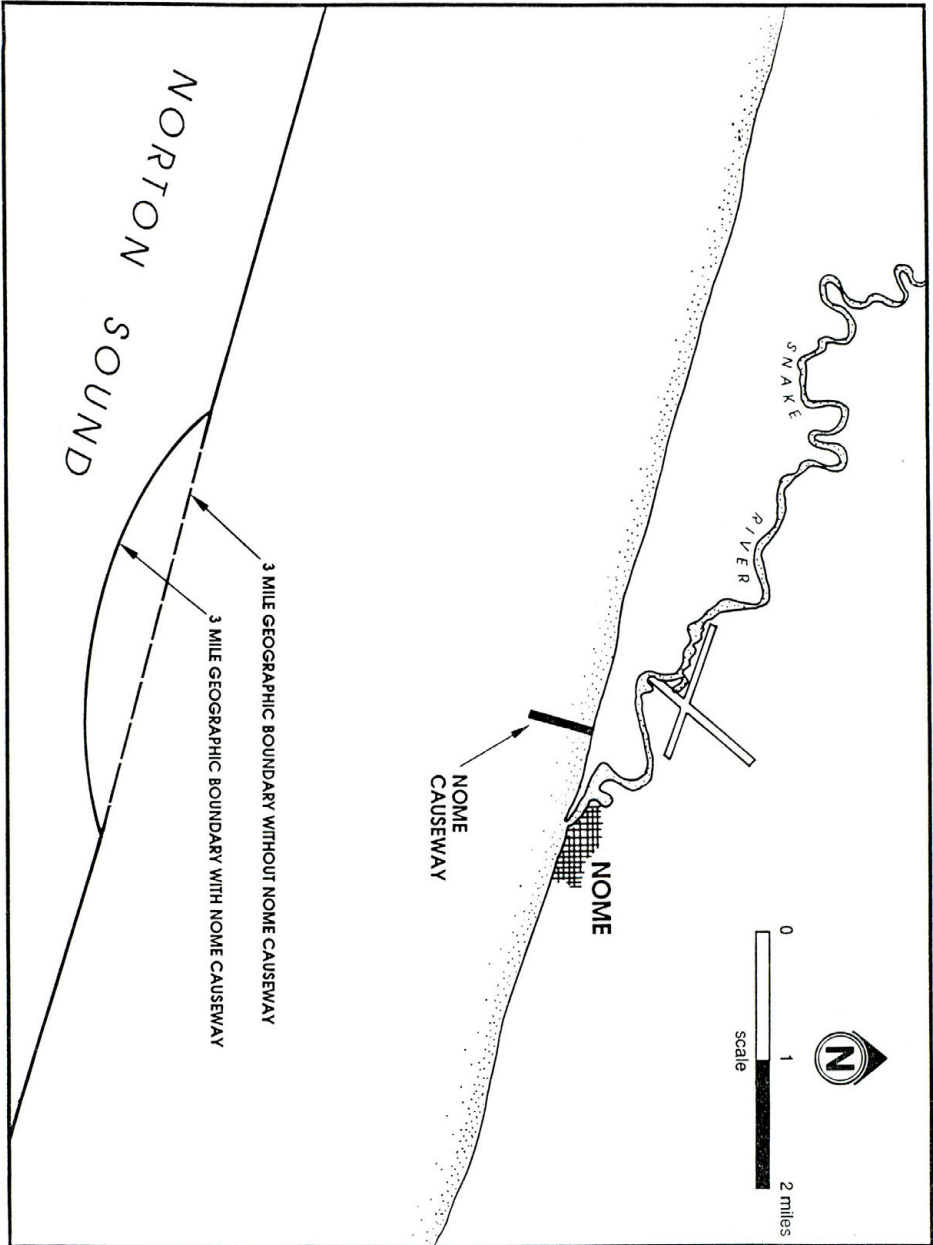 SNAKE
RIVER
NOME
NOME
CAUSEWAY
N
0 1 2 miles
scale
3 MILE GEOGRAPHIC BOUNDARY WITHOUT NOME CAUSEWAY
3 MILE GEOGRAPHIC BOUNDARY WITH NOME CAUSEWAY
NORTON SOUND